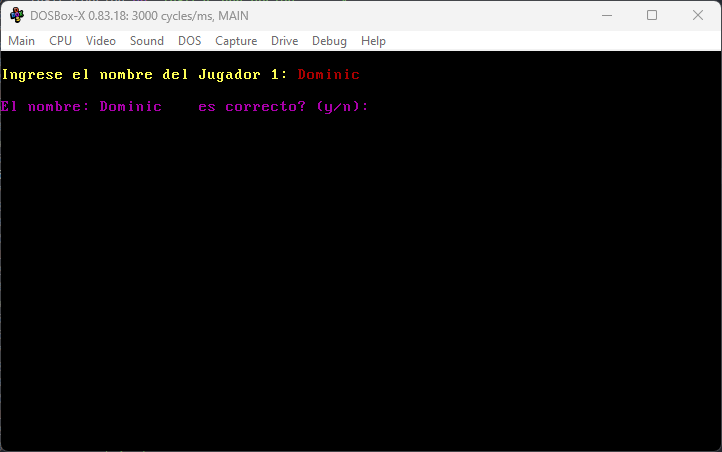 DOSBox-X 0.83.18: 3000 cycles/ms, MAIN
Main CPU Video Sound DOS Capture Drive Debug Help
Ingrese el nombre del Jugador 1: Dominic
El nombre: Dominic    es correcto? (y/n):